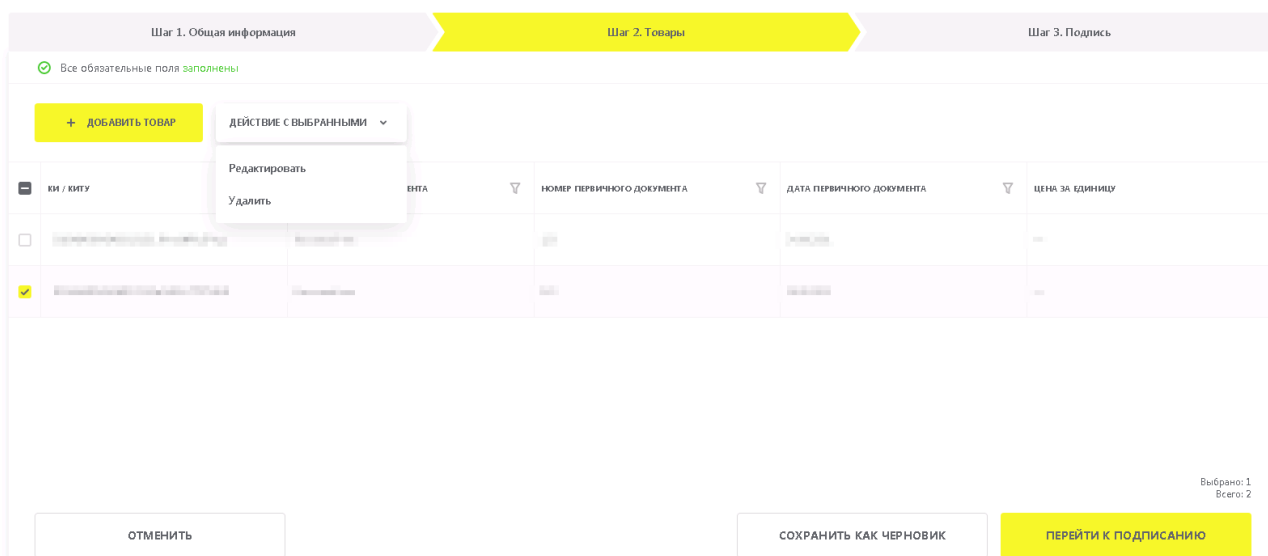 Шаг 1. Общая информация
Шаг 2. Товары
Шаг 3. Подпись
Все обязательные поля заполнены
+ ДОБАВИТЬ ТОВАР
ДЕЙСТВИЕ С ВЫБРАННЫМИ
Редактировать
Удалить
КИ / КИТУ
НОМЕР ПЕРВИЧНОГО ДОКУМЕНТА
ДАТА ПЕРВИЧНОГО ДОКУМЕНТА
ЦЕНА ЗА ЕДИНИЦУ
Выбрано: 1
Всего: 2
ОТМЕНИТЬ
СОХРАНИТЬ КАК ЧЕРНОВИК
ПЕРЕЙТИ К ПОДПИСАНИЮ